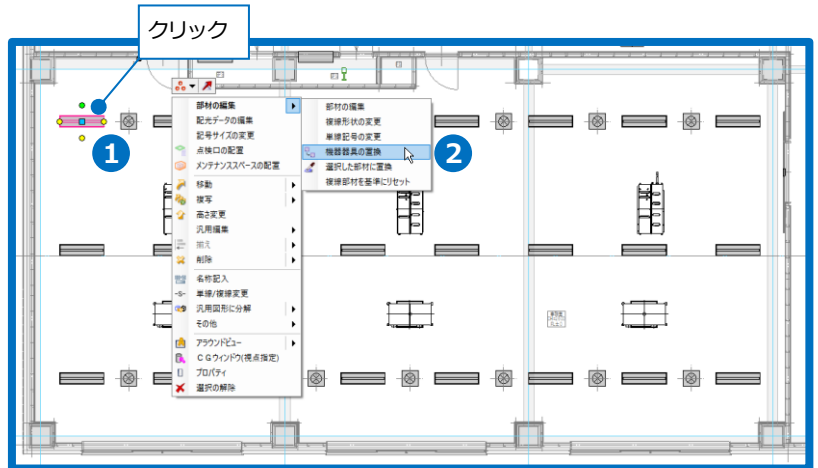 クリック
部材の編集
配光データの編集
記号サイズの変更
点検口の配置
メンテナンススペースの配置
移動
複写
高さ変更
汎用編集
揃え
削除
名称記入
単線/複線変更
汎用図形に分解
その他
アラウンドビュー
CGウィンドウ(視点指定)
プロパティ
選択の解除
部材の編集
複線形状の変更
単線記号の変更
機器器具の置換
選択した部材に置換
複線部材を基準にリセット
1
2